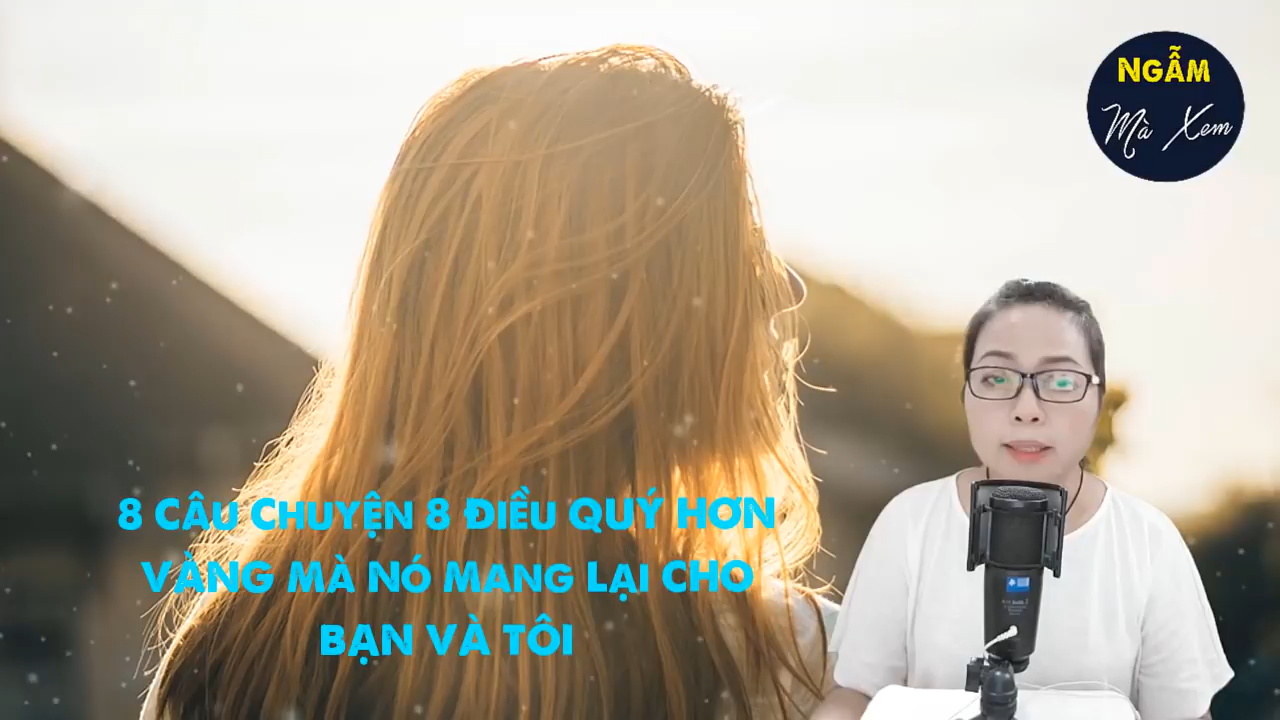 NGẪM
Mà Xem
8 CÂU CHUYỆN 8 ĐIỀU QUÝ HƠN
VÀNG MÀ NÓ MANG LẠI CHO
BẠN VÀ TÔI